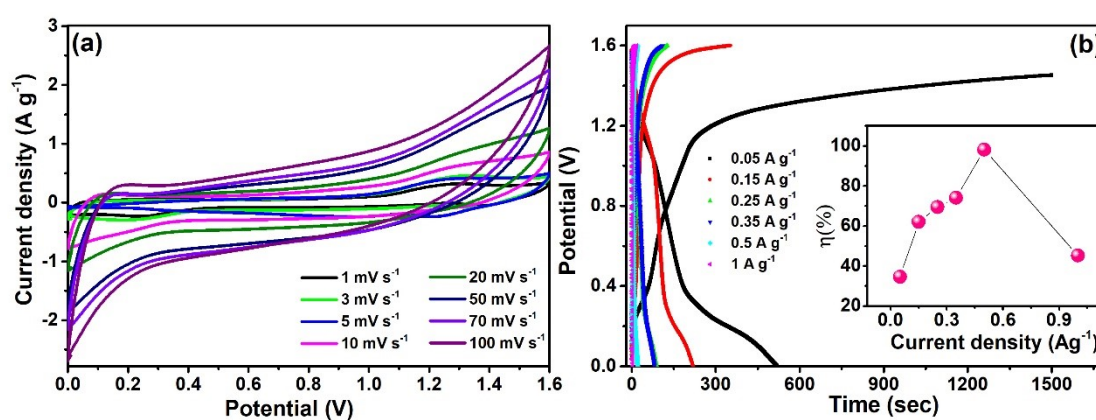 (a)
Current density (A g-1)
3
2
1
0
-1
-2
1 mV s-1
3 mV s-1
5 mV s-1
10 mV s-1
20 mV s-1
50 mV s-1
70 mV s-1
100 mV s-1
0.0 0.2 0.4 0.6 0.8 1.0 1.2 1.4 1.6
Potential (V)
(b)
Potential (V)
1.6
1.2
0.8
0.4
0.0
0.05 A g-1
0.15 A g-1
0.25 A g-1
0.35 A g-1
0.5 A g-1
1 A g-1
η(%)
100
80
60
40
20
0.0 0.3 0.6 0.9
Current density (Ag-1)
0 300 600 900 1200 1500
Time (sec)